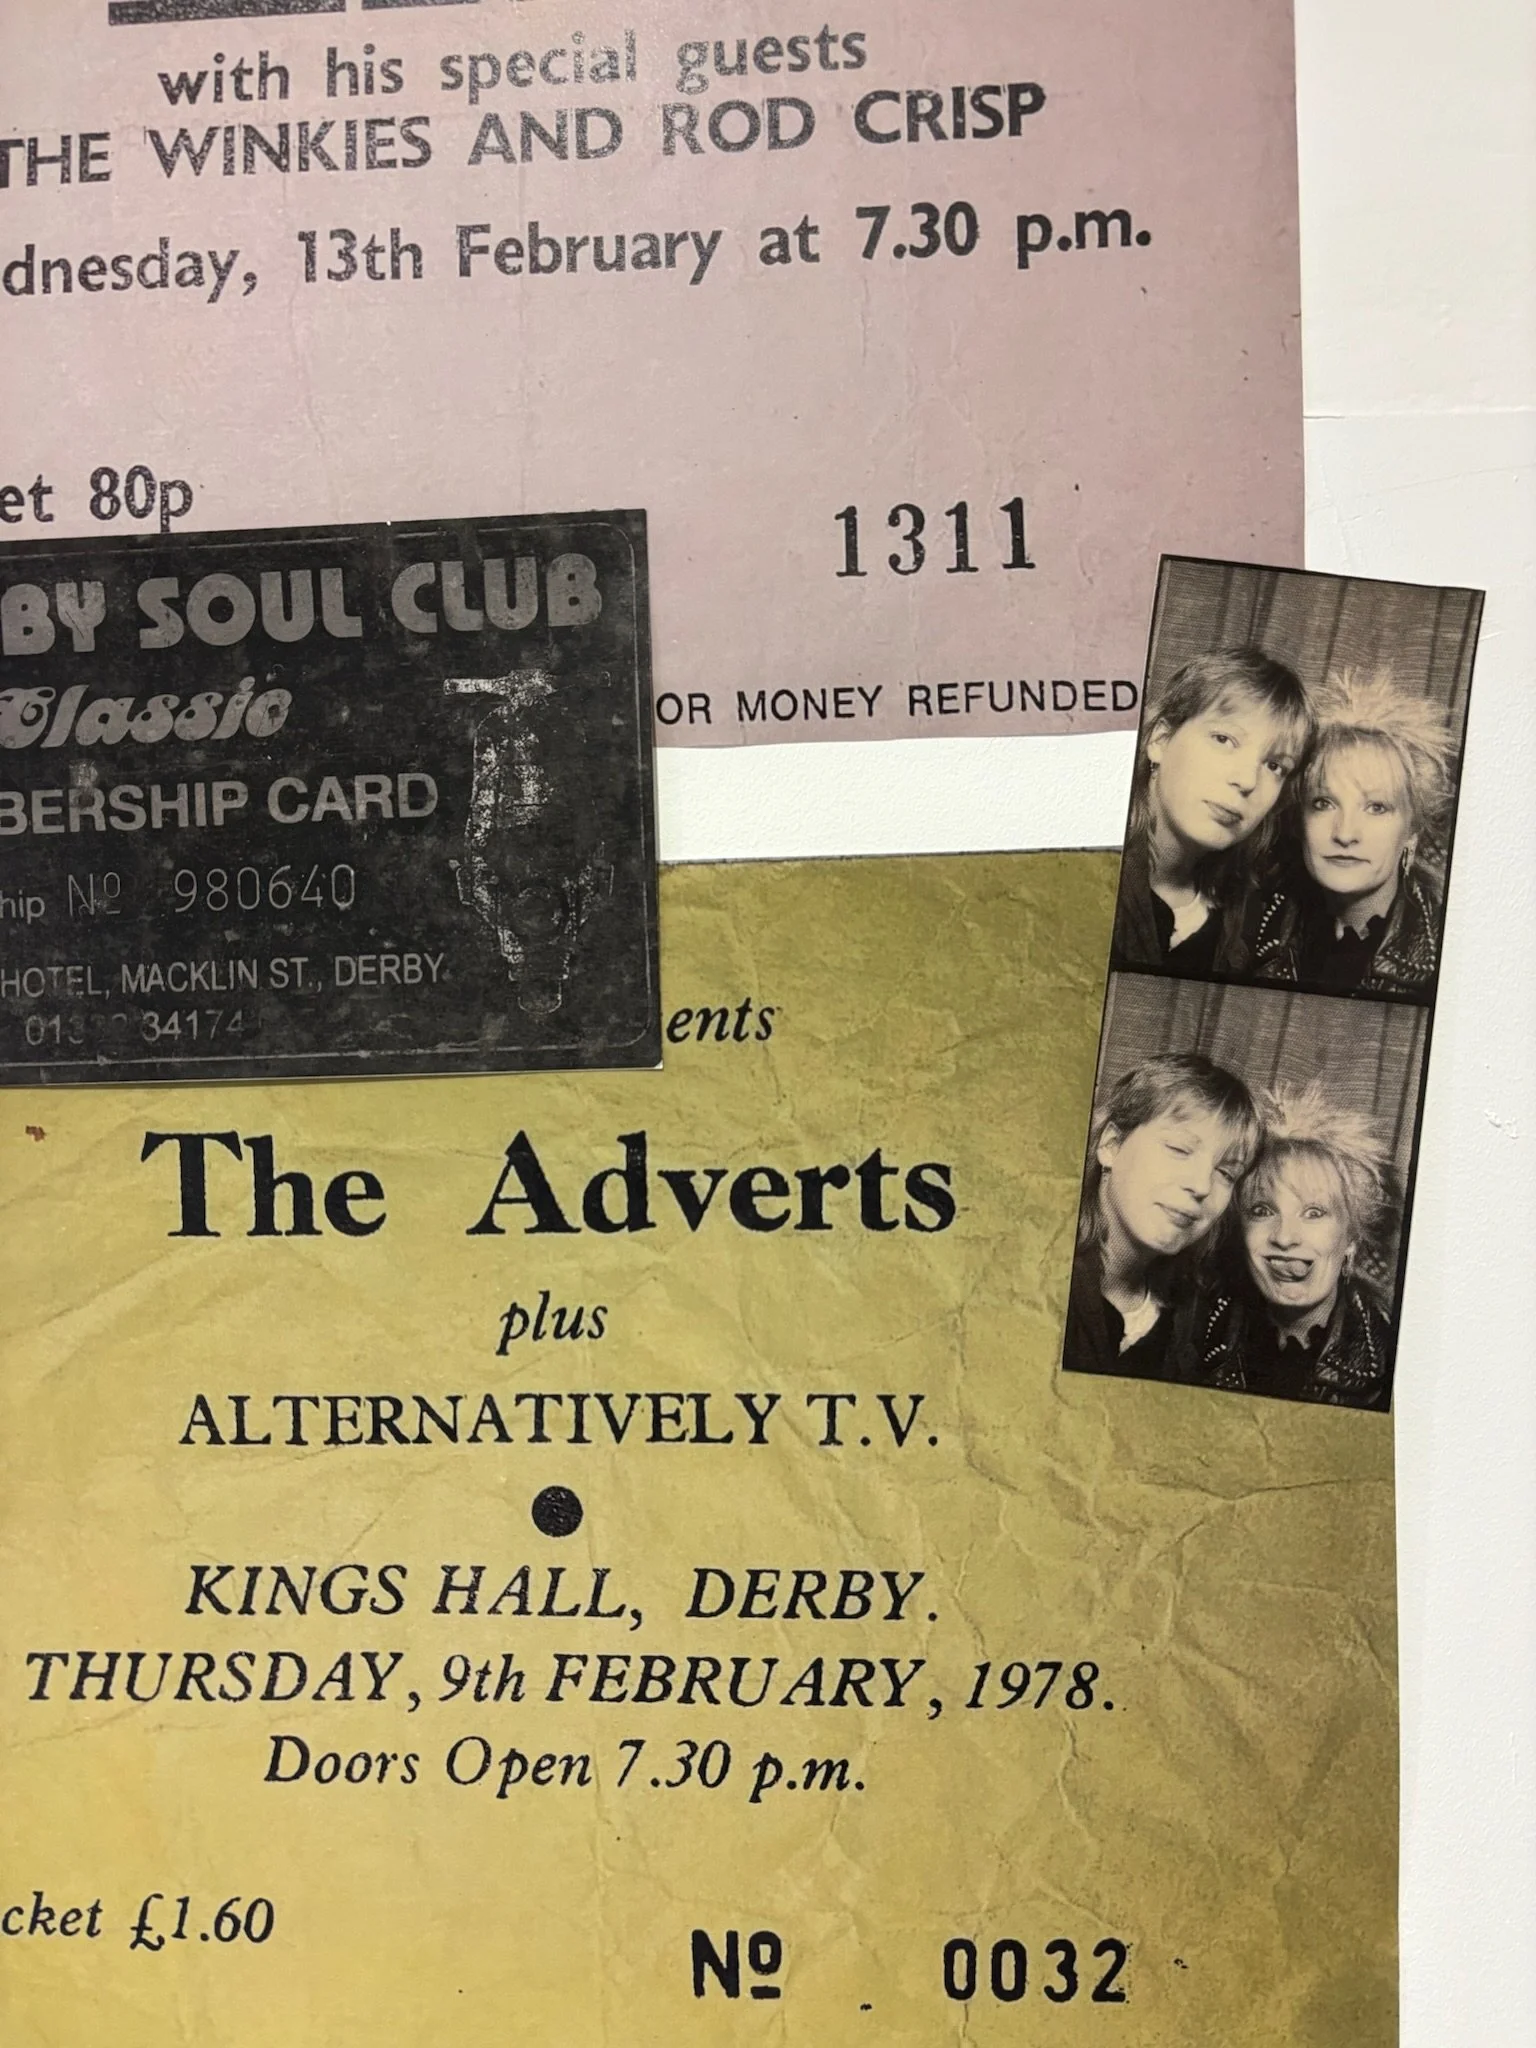 with his special guests
THE WINKIES AND ROD CRISP
dnesday, 13th February at 7.30 p.m.
et 80p
1311
OR MONEY REFUNDED
BY SOUL CLUB
Classic
BERSHIP CARD
hip Nº 980640
HOTEL, MACKLIN ST., DERBY
34174
ents
The Adverts
plus
ALTERNATIVELY T.V.
KINGS HALL, DERBY.
THURSDAY, 9th FEBRUARY, 1978.
Doors Open 7.30 p.m.
cket £1.60
Nº 0032